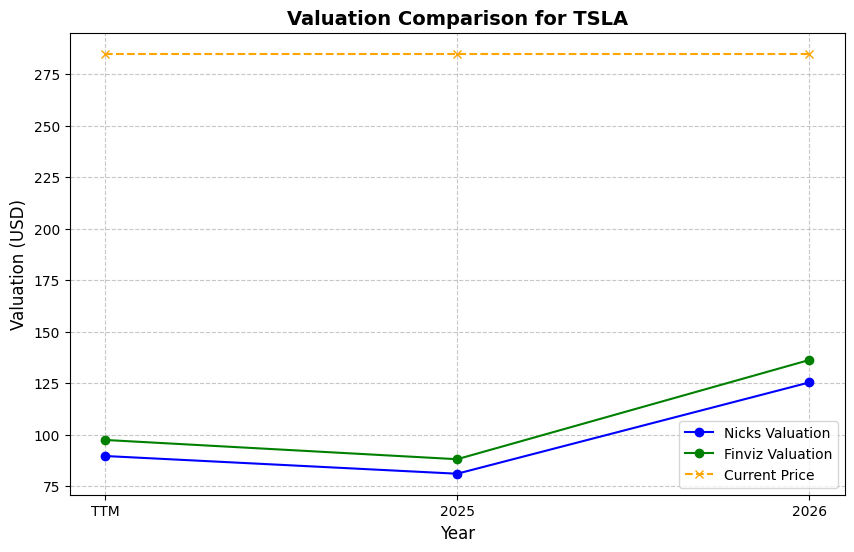 Valuation Comparison for TSLA
Valuation (USD)
275
250
225
200
175
150
125
100
75
TTM
2025
2026
Year
Nicks Valuation
Finviz Valuation
Current Price